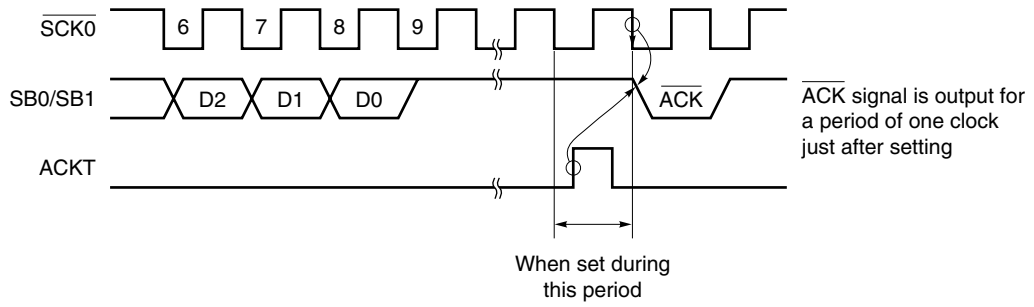 SCK0
6 7 8 9
SB0/SB1
D2 D1 D0 ACK
ACK signal is output for
a period of one clock
just after setting
ACKT
When set during
this period